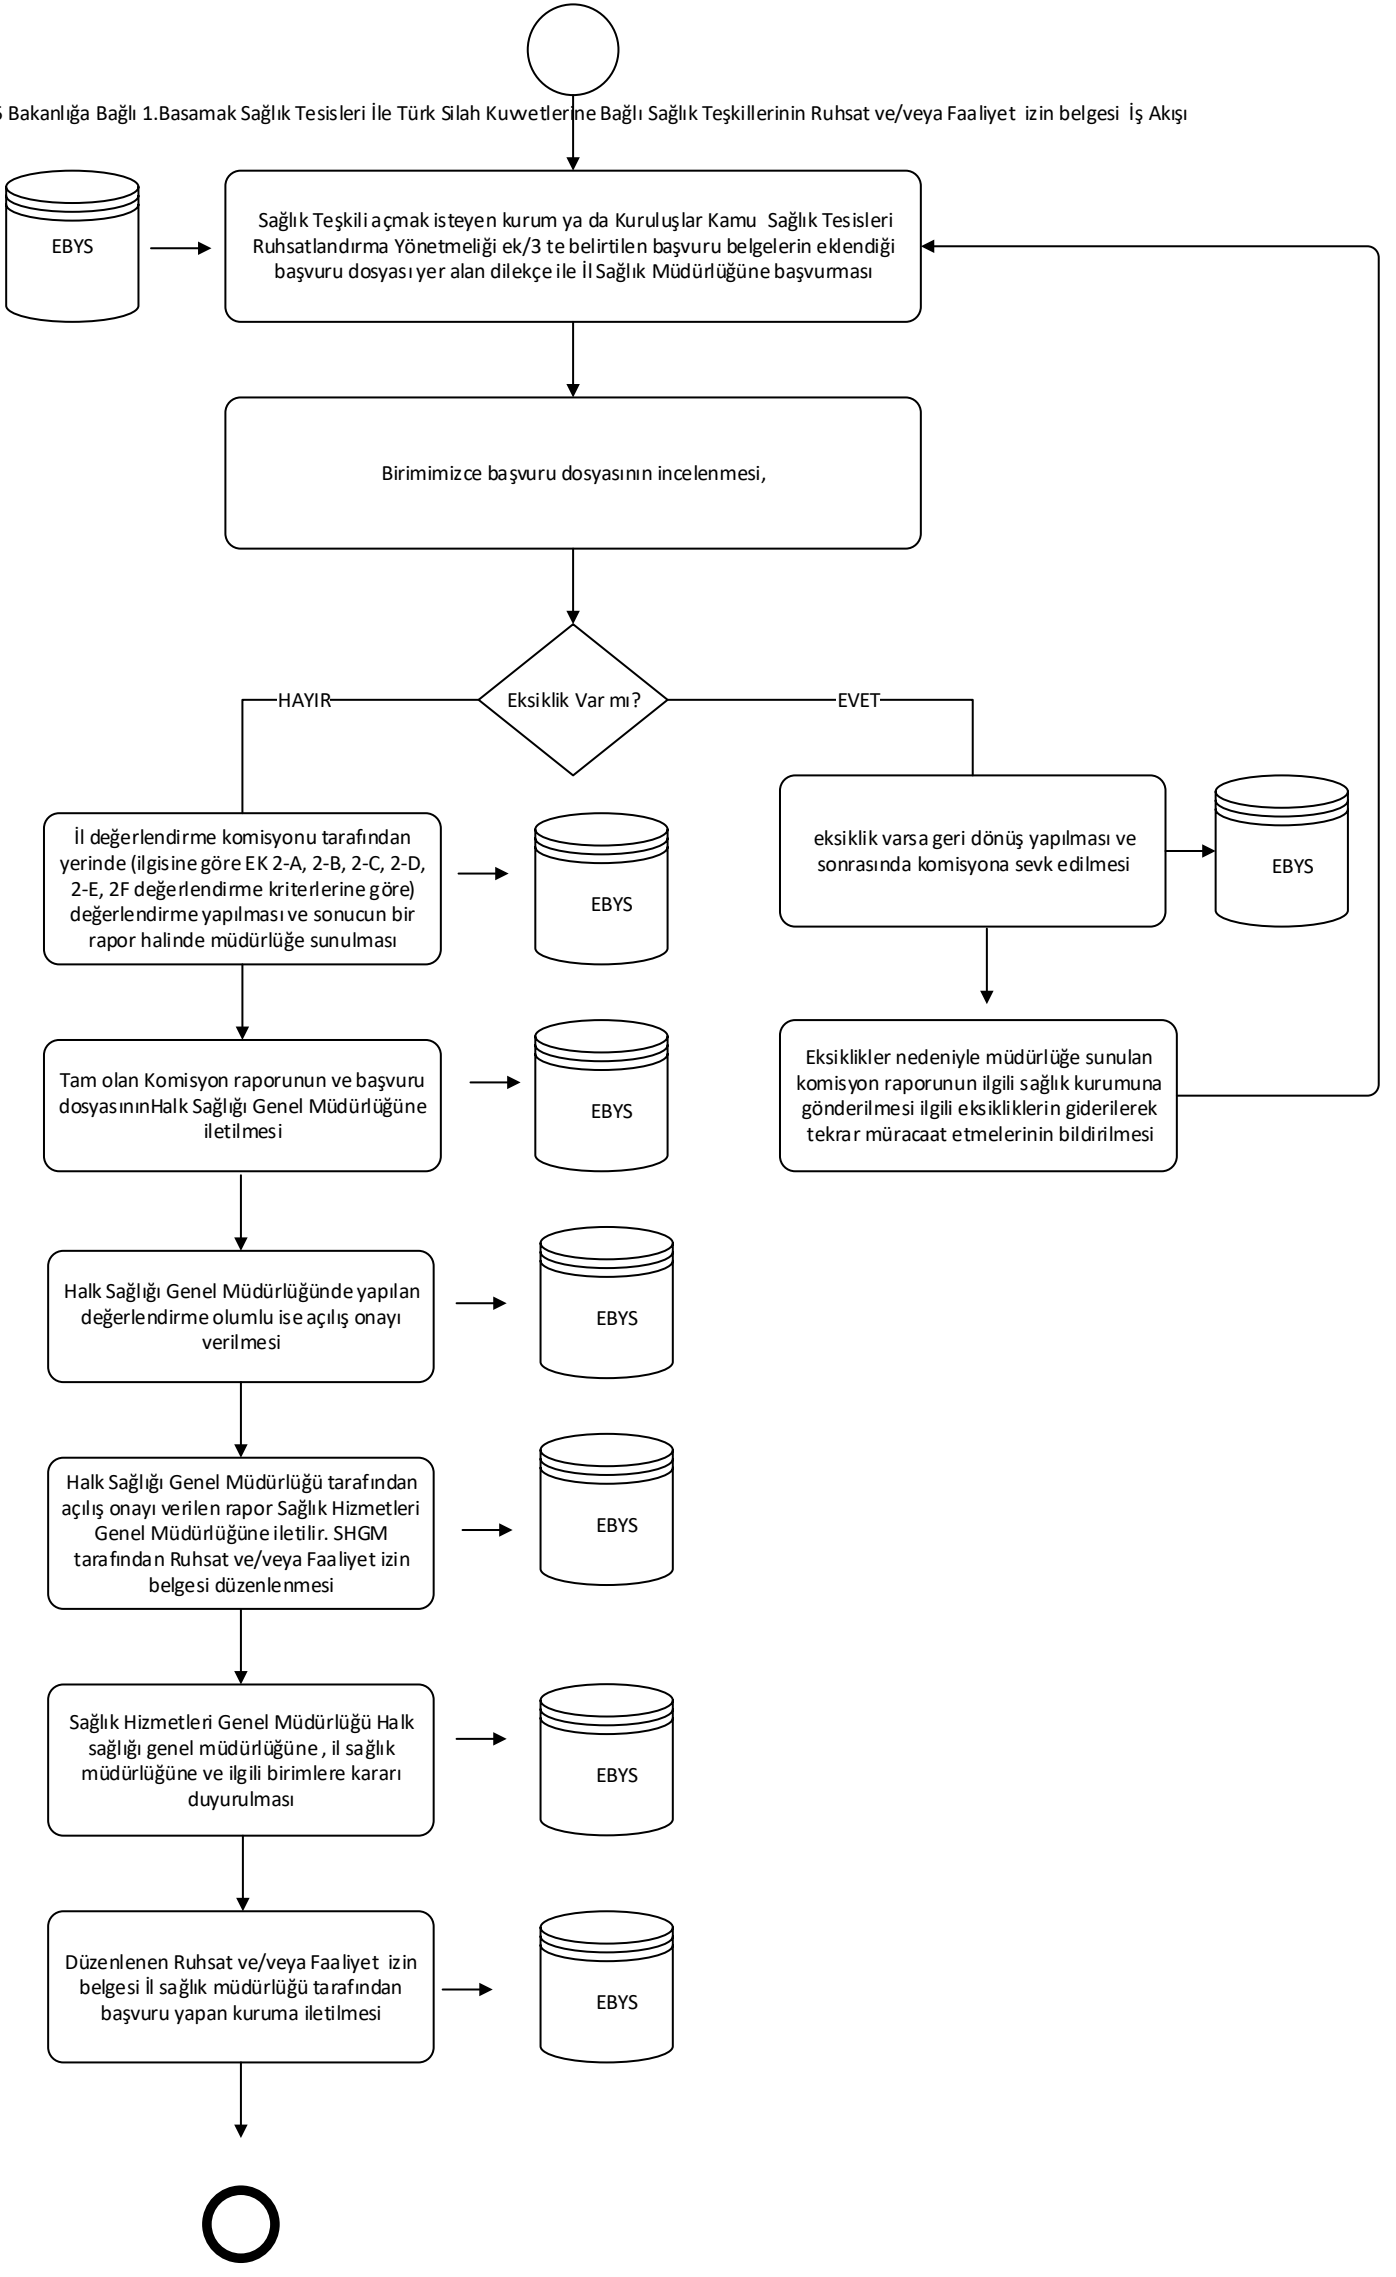 Bakanlığa Bağlı 1.Basamak Sağlık Tesisleri İle Türk Silah Kuvvetlerine Bağlı Sağlık Teşkillerinin Ruhsat ve/veya Faaliyet izin belgesi İş Akışı
EBYS
Sağlık Teşkili açmak isteyen kurum ya da Kuruluşlar Kamu Sağlık Tesisleri
Ruhsatlandırma Yönetmeliği ek/3 te belirtilen başvuru belgelerin eklendiği
başvuru dosyası yer alan dilekçe ile İl Sağlık Müdürlüğüne başvurması
Birimimizce başvuru dosyasının incelenmesi,
HAYIR
Eksiklik Var mı?
EVET
İl değerlendirme komisyonu tarafından
yerinde (ilgisine göre EK 2-A, 2-B, 2-C, 2-D,
2-E, 2F değerlendirme kriterlerine göre)
değerlendirme yapılması ve sonucun bir
rapor halinde müdürlüğe sunulması
EBYS
eksiklik varsa geri dönüş yapılması ve
sonrasında komisyona sevk edilmesi
EBYS
Tam olan Komisyon raporunun ve başvuru
dosyasınınHalk Sağlığı Genel Müdürlüğüne
iletilmesi
EBYS
Eksiklikler nedeniyle müdürlüğe sunulan
komisyon raporunun ilgili sağlık kurumuna
gönderilmesi ilgili eksikliklerin giderilerek
tekrar müracaat etmelerinin bildirilmesi
Halk Sağlığı Genel Müdürlüğünde yapılan
değerlendirme olumlu ise açılış onayı
verilmesi
EBYS
Halk Sağlığı Genel Müdürlüğü tarafından
açılış onayı verilen rapor Sağlık Hizmetleri
Genel Müdürlüğüne iletilir. SHGM
tarafından Ruhsat ve/veya Faaliyet izin
belgesi düzenlenmesi
EBYS
Sağlık Hizmetleri Genel Müdürlüğü Halk
sağlığı genel müdürlüğüne , il sağlık
müdürlüğüne ve ilgili birimlere kararı
duyurulması
EBYS
Düzenlenen Ruhsat ve/veya Faaliyet izin
belgesi İl sağlık müdürlüğü tarafından
başvuru yapan kuruma iletilmesi
EBYS